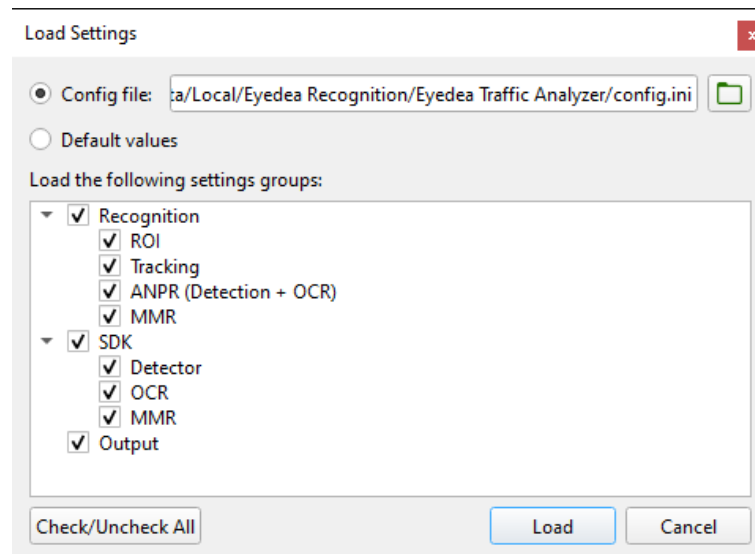 Load Settings
Config file: ta/Local/Eyedea Recognition/Eyedea Traffic Analyzer/config.ini
Default values
Load the following settings groups:
Recognition
ROI
Tracking
ANPR (Detection + OCR)
MMR
SDK
Detector
OCR
MMR
Output
Check/Uncheck All Load Cancel